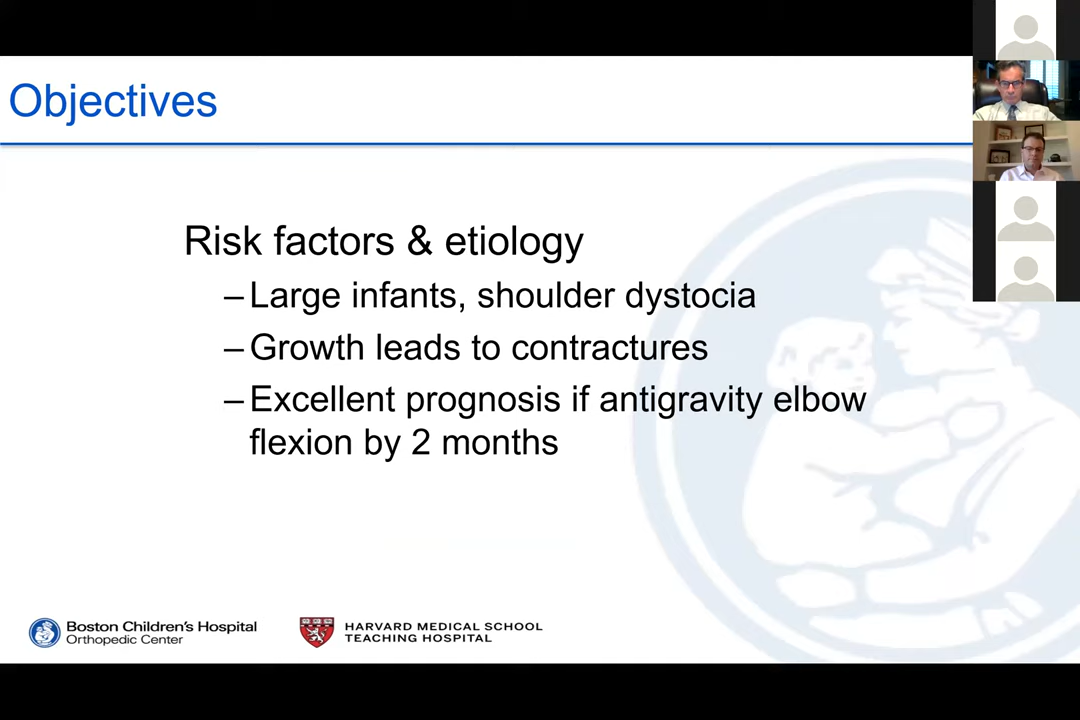 Objectives
Risk factors & etiology
–Large infants, shoulder dystocia
–Growth leads to contractures
–Excellent prognosis if antigravity elbow
flexion by 2 months
Boston Children's Hospital
Orthopedic Center
HARVARD MEDICAL SCHOOL
TEACHING HOSPITAL